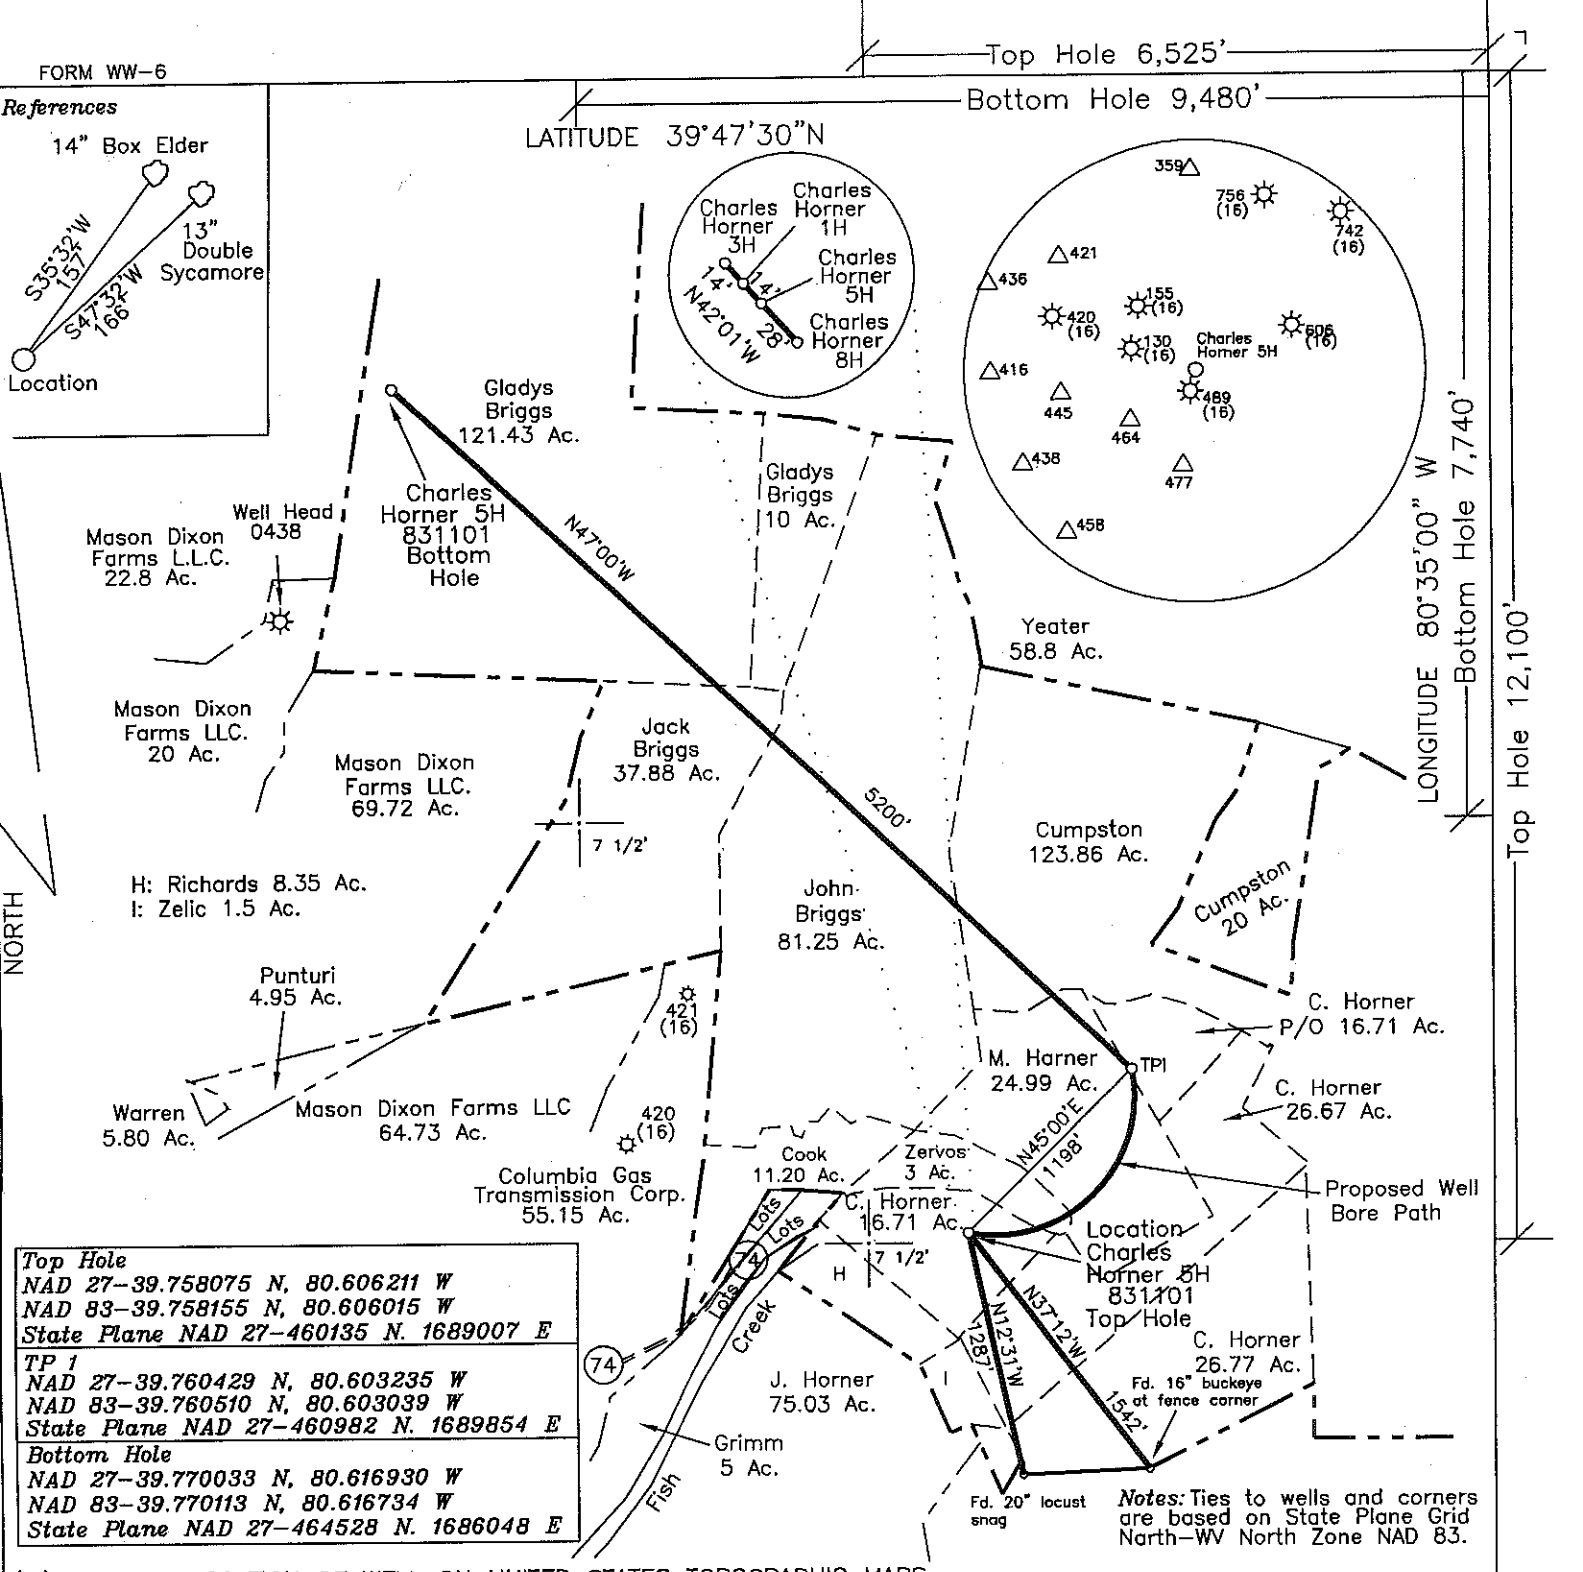 FORM WW-6
Top Hole 6,525'
Bottom Hole 9,480'
LATITUDE 39°47'30"N
References
14" Box Elder
13"
Double
Sycamore
S35°32'W
157'
S47°32'W
166'
Location
Charles
Horner
3H
Charles
Horner
1H
Charles
Horner
5H
Charles
Horner
8H
14'
14'
28'
N42°01'W
359
756
(16)
742
(16)
421
436
155
(16)
420
(16)
606
(16)
130
(16)
Charles
Horner 5H
416
445
489
(16)
464
438
477
458
LONGITUDE 80°35'00" W
Bottom Hole 7,740'
Top Hole 12,100'
Gladys
Briggs
121.43 Ac.
Gladys
Briggs
10 Ac.
Charles
Horner 5H
831101
Bottom
Hole
Well Head
0438
Mason Dixon
Farms L.L.C.
22.8 Ac.
N47°00'W
5200'
Yeater
58.8 Ac.
Mason Dixon
Farms LLC.
20 Ac.
Mason Dixon
Farms LLC.
69.72 Ac.
Jack
Briggs
37.88 Ac.
7 1/2'
Cumpston
123.86 Ac.
Cumpston
20 Ac.
H: Richards 8.35 Ac.
I: Zelic 1.5 Ac.
NORTH
John
Briggs
81.25 Ac.
Punturi
4.95 Ac.
421
(16)
C. Horner
P/O 16.71 Ac.
M. Harner
24.99 Ac.
TP1
C. Horner
26.67 Ac.
Warren
5.80 Ac.
Mason Dixon Farms LLC
64.73 Ac.
420
(16)
N45°00'E
1198'
Cook
11.20 Ac.
Zervos
3 Ac.
Columbia Gas
Transmission Corp.
55.15 Ac.
Proposed Well
Bore Path
Lots
Lots
Lots
C. Horner
16.71 Ac.
7 1/2'
H
74
Location
Charles
Horner 5H
831101
Top Hole
Top Hole
NAD 27-39.758075 N, 80.606211 W
NAD 83-39.758155 N, 80.606015 W
State Plane NAD 27-460135 N. 1689007 E
TP 1
NAD 27-39.760429 N, 80.603235 W
NAD 83-39.760510 N, 80.603039 W
State Plane NAD 27-460982 N. 1689854 E
Bottom Hole
NAD 27-39.770033 N, 80.616930 W
NAD 83-39.770113 N, 80.616734 W
State Plane NAD 27-464528 N. 1686048 E
74
Fish
Creek
Grimm
5 Ac.
J. Horner
75.03 Ac.
I
N12°31'W
1287'
N37°12'W
1542'
C. Horner
26.77 Ac.
Fd. 16" buckeye
at fence corner
Fd. 20" locust
snag
Notes: Ties to wells and corners
are based on State Plane Grid
Narth-WV North Zone NAD 83.